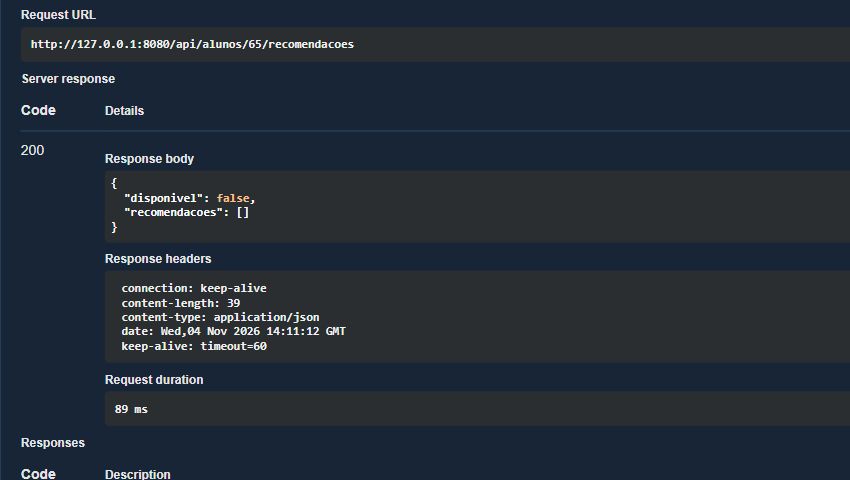 Request URL
http://127.0.0.1:8080/api/alunos/65/recomendacoes
Server response
Code Details
200
Response body
{
"disponivel": false,
"recomendacoes": []
}
Response headers
connection: keep-alive
content-length: 39
content-type: application/json
date: Wed,04 Nov 2026 14:11:12 GMT
keep-alive: timeout=60
Request duration
89 ms
Responses
Code Description